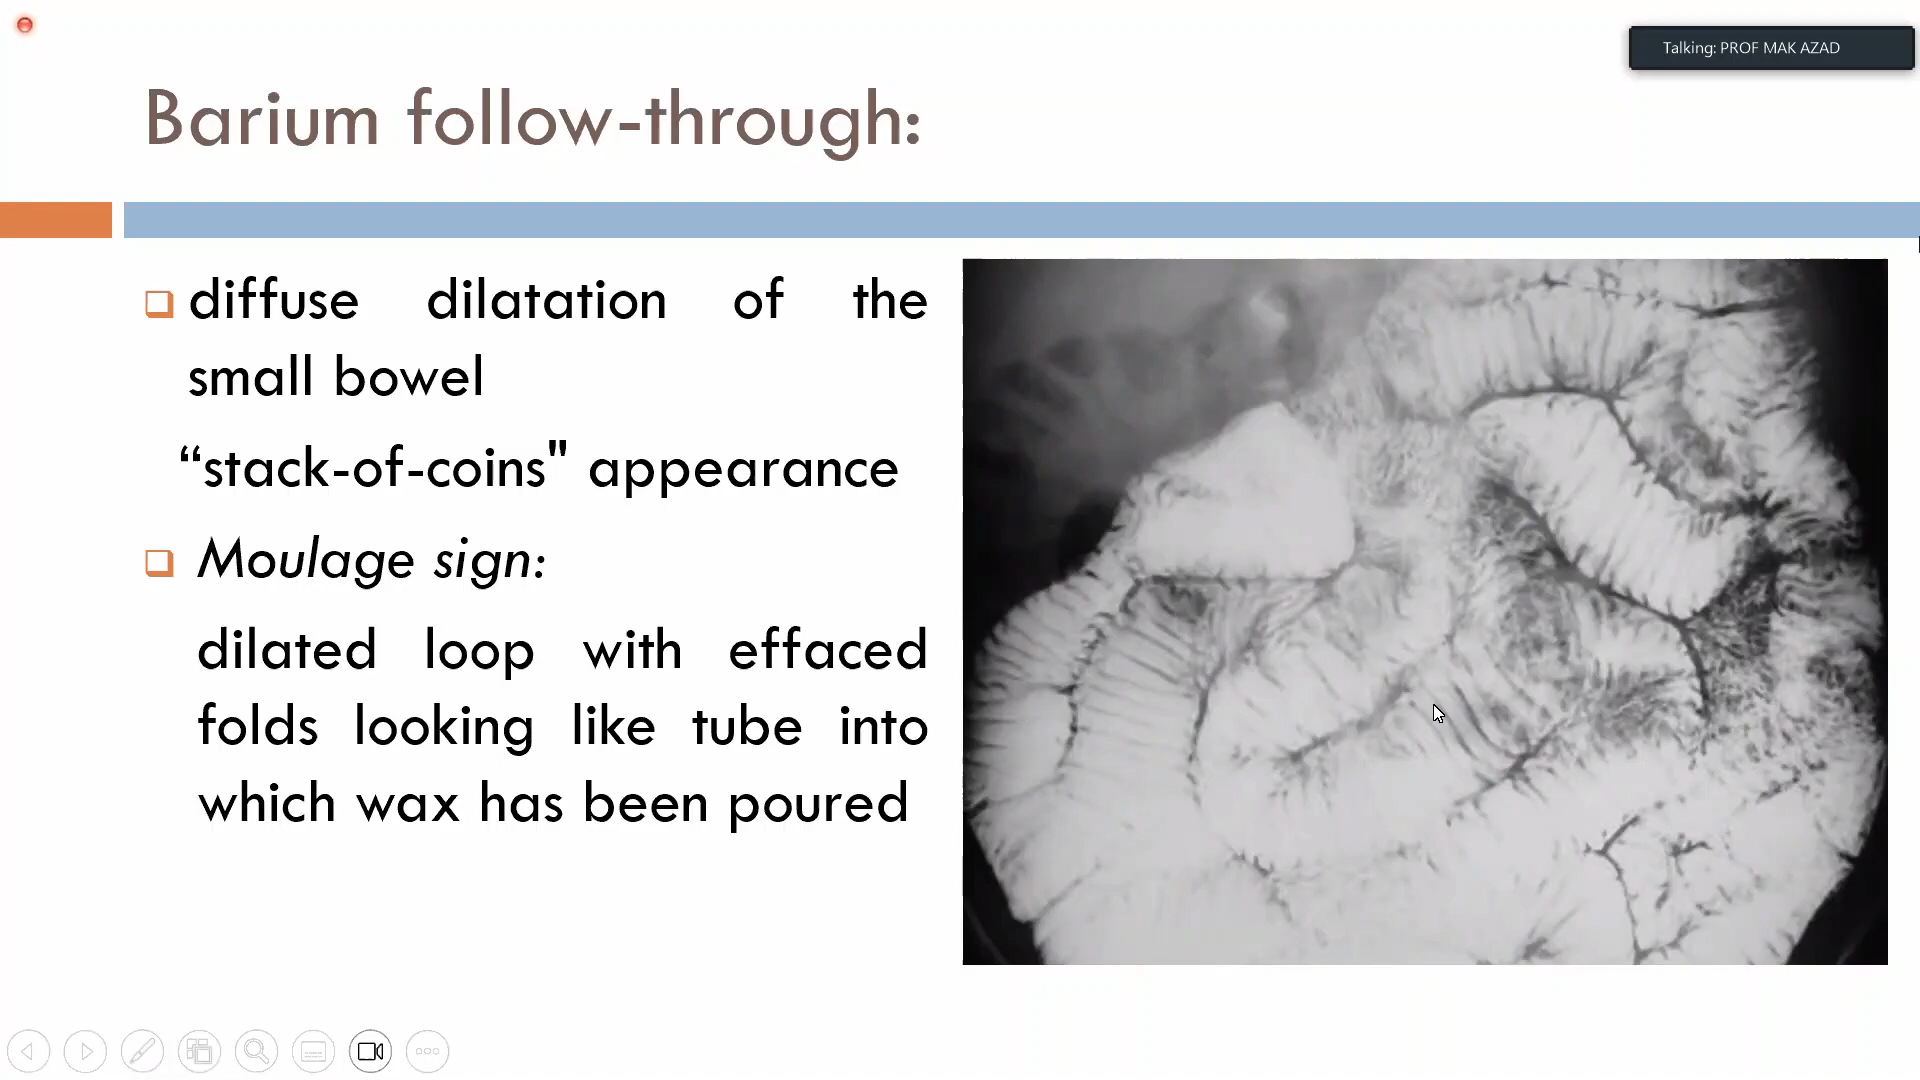 Talking: PROF MAK AZAD
Barium follow-through:
diffuse dilatation of the
small bowel
“stack-of-coins" appearance
Moulage sign:
dilated loop with effaced
folds looking like tube into
which wax has been poured